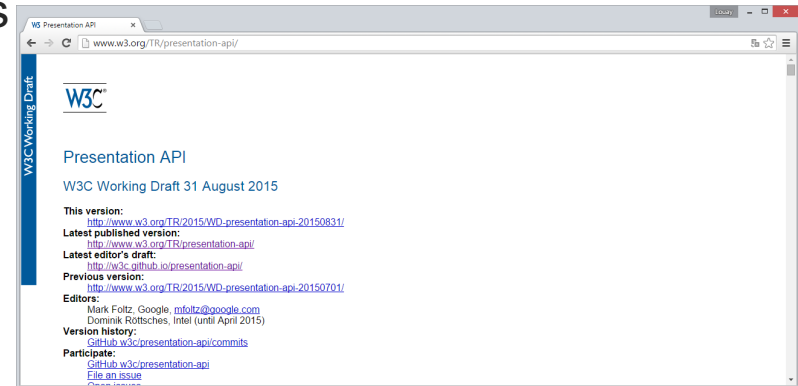 s
W3 Presentation API
Louay
www.w3.org/TR/presentation-api/
W3C Working Draft
W3C®
Presentation API
W3C Working Draft 31 August 2015
This version:
http://www.w3.org/TR/2015/WD-presentation-api-20150831/
Latest published version:
http://www.w3.org/TR/presentation-api/
Latest editor's draft:
http://w3c.github.io/presentation-api/
Previous version:
http://www.w3.org/TR/2015/WD-presentation-api-20150701/
Editors:
Mark Foltz, Google, mfoltz@google.com
Dominik Röttsches, Intel (until April 2015)
Version history:
GitHub w3c/presentation-api/commits
Participate:
GitHub w3c/presentation-api
File an issue
Open issues